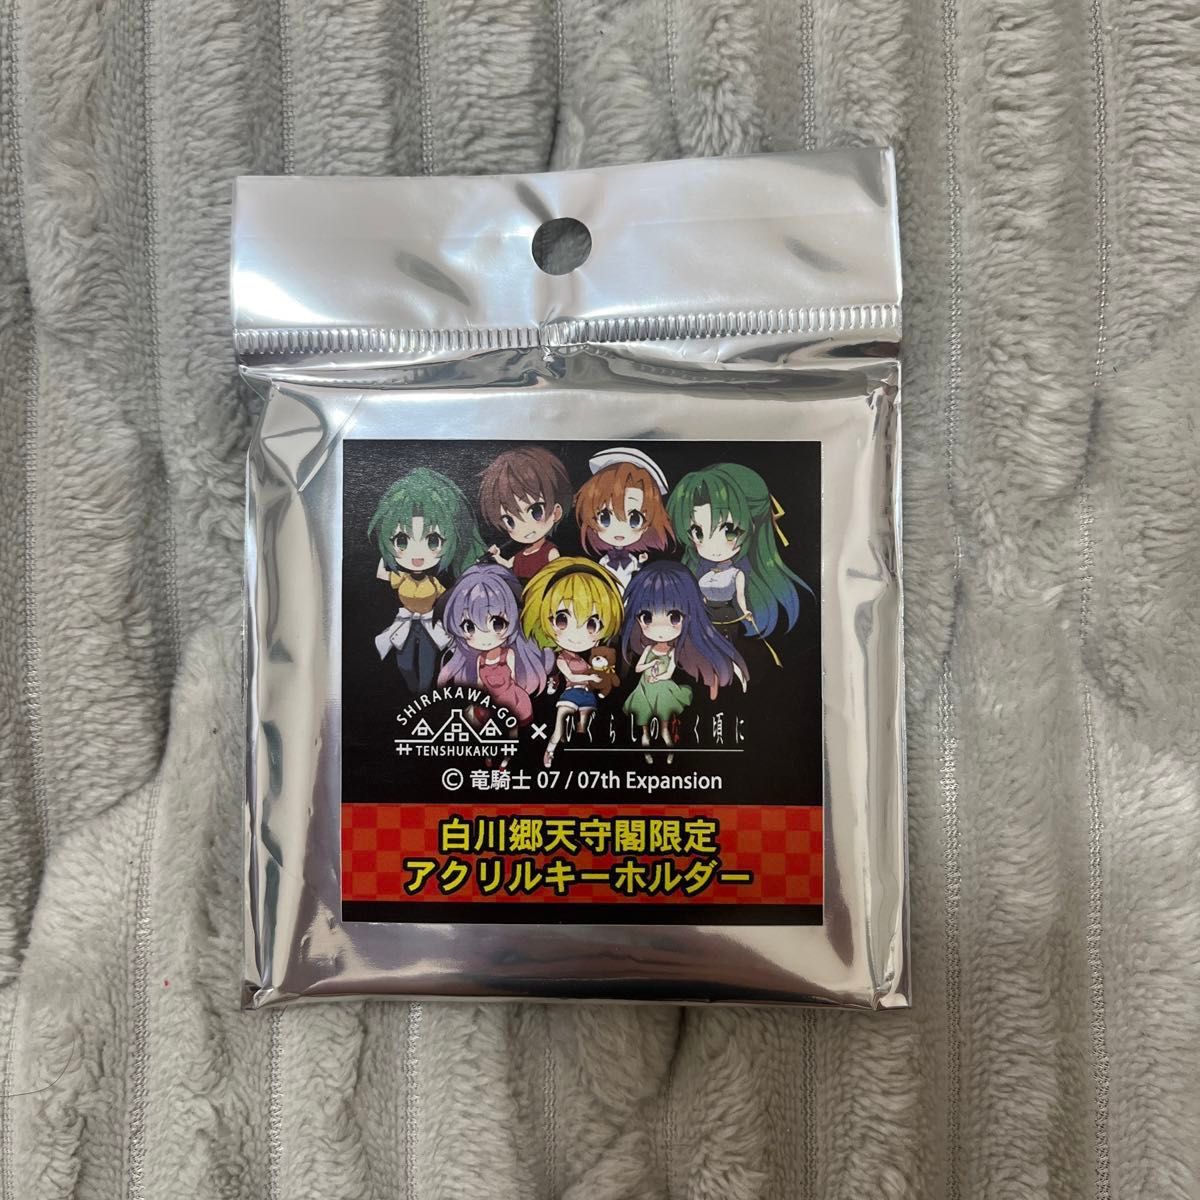 SHIRAKAWA-GO
TENSHUKAKU
×
ひぐらしのなく頃に
© 竜騎士 07 / 07th Expansion
白川郷天守閣限定
アクリルキーホルダー